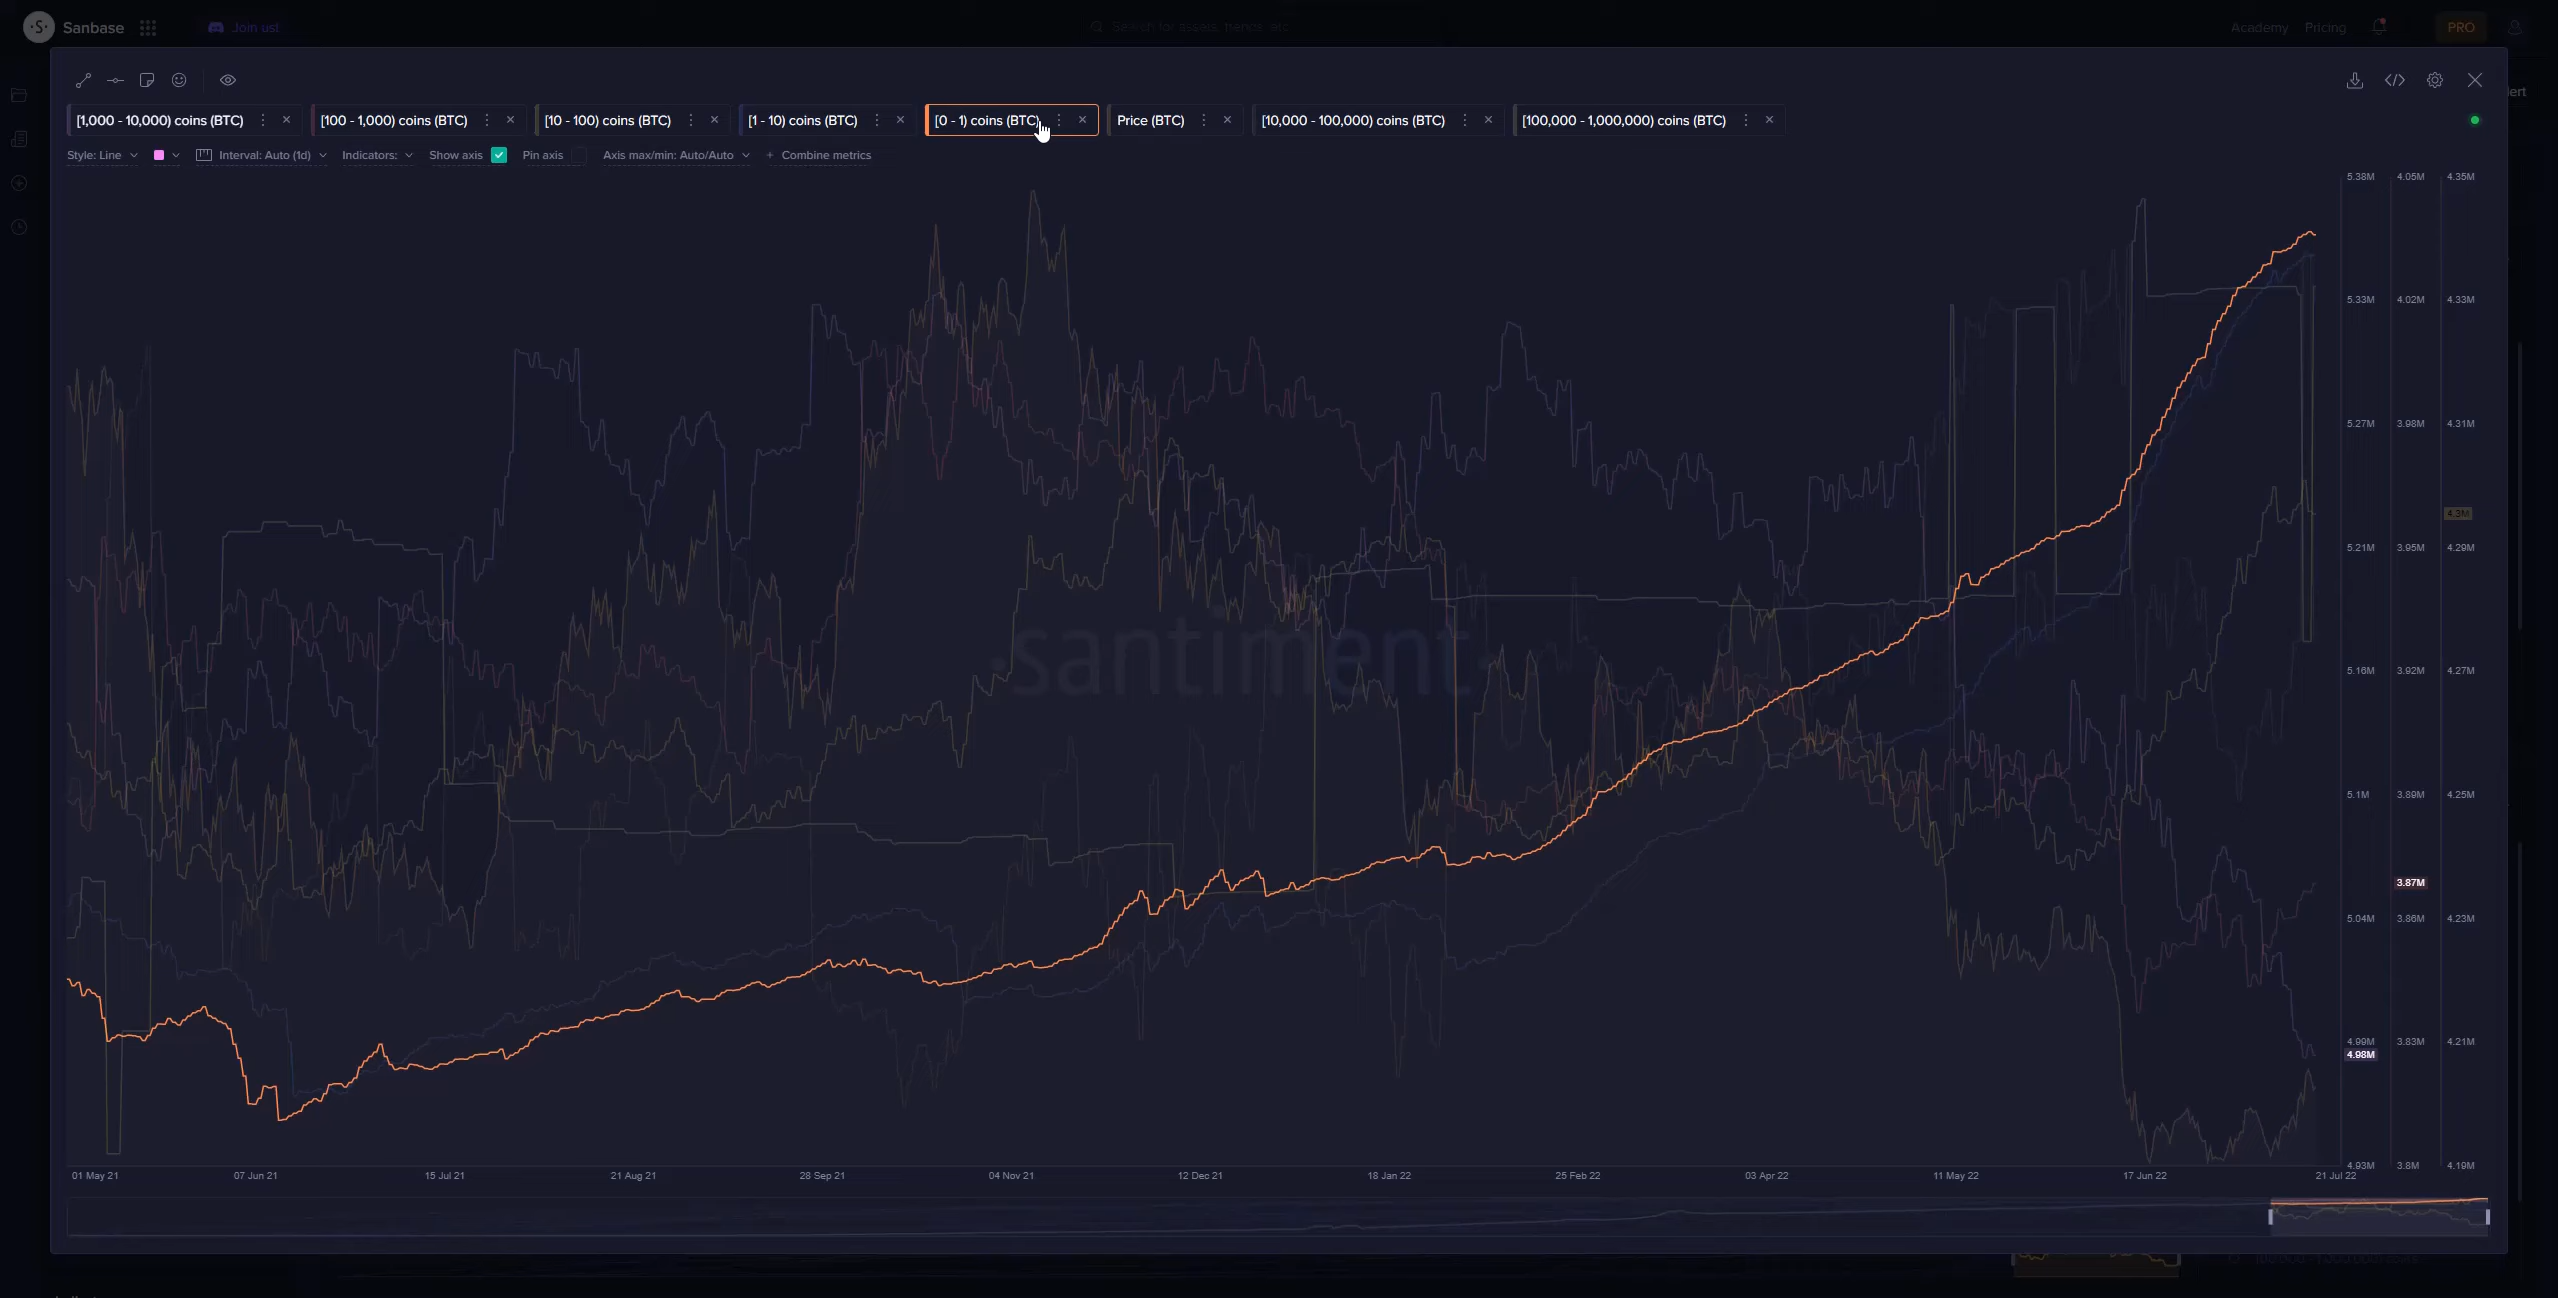 Sanbase Join us! Search for assets, trends, etc. Academy Pricing PRO
[1,000 - 10,000) coins (BTC) [100 - 1,000) coins (BTC) [10 - 100) coins (BTC) [1 - 10) coins (BTC) [0 - 1) coins (BTC) Price (BTC) [10,000 - 100,000) coins (BTC) [100,000 - 1,000,000) coins (BTC)
Style: Line Interval: Auto (1d) Indicators: Show axis Pin axis Axis max/min: Auto/Auto + Combine metrics
5.38M 4.05M 4.35M
5.33M 4.02M 4.33M
5.27M 3.98M 4.31M
4.3M
5.21M 3.95M 4.29M
·santiment·
5.16M 3.92M 4.27M
5.1M 3.89M 4.25M
3.87M
5.04M 3.86M 4.23M
4.99M 3.83M 4.21M
4.98M
4.93M 3.8M 4.19M
01 May 21 07 Jun 21 15 Jul 21 21 Aug 21 28 Sep 21 04 Nov 21 12 Dec 21 18 Jan 22 25 Feb 22 03 Apr 22 11 May 22 17 Jun 22 21 Jul 22